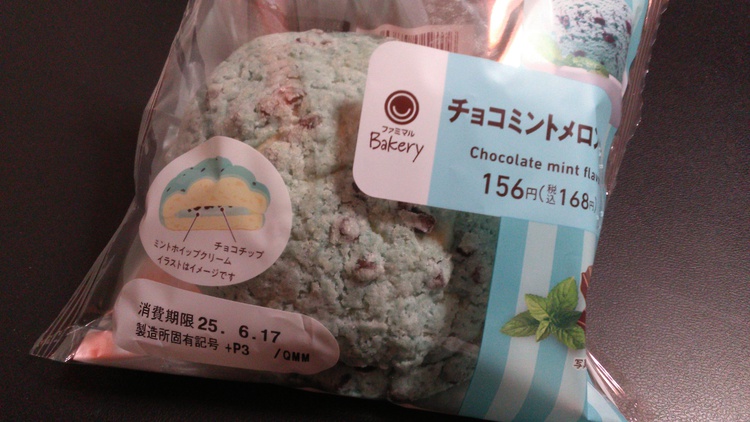 ファミマル
Bakery
チョコミントメロン
Chocolate mint
156円(税込168円)
チョコチップ
ミントホイップクリーム
イラストはイメージです
消費期限 25. 6.17
製造所固有記号 +P3 /QMM